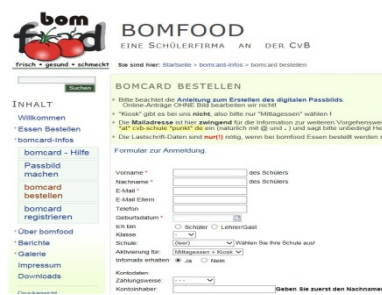 bom
food
frisch • gesund • schmeckt
BOMFOOD
EINE SCHÜLERFIRMA AN DER CVB
Sie sind hier: Startseite > bomcard-infos > bomcard bestellen
Suchen
INHALT
Willkommen
Essen Bestellen
bomcard-Infos
bomcard - Hilfe
Passbild
machen
bomcard
bestellen
bomcard
registrieren
Über bomfood
Berichte
Galerie
Impressum
Downloads
Druckansicht
BOMCARD BESTELLEN
Bitte beachtet die Anleitung zum Erstellen des digitalen Passbilds.
Online-Anträge OHNE Bild bearbeiten wir nicht!
"Kiosk" gibt es bei uns nicht, also bitte nur "Mittagessen" wählen !
Die Mailadresse ist hier zwingend für die Information zur weiteren Vorgehensweise
"at" cvb-schule "punkt" de ein (natürlich mit @ und . ) und sagt bitte unbedingt
Die Lastschrift-Daten sind nur(!) nötig, wenn bei bomfood Essen bestellt werden
Formular zur Anmeldung.
Vorname * des Schülers
Nachname * des Schülers
E-Mail *
E-Mail Eltern
Telefon
Geburtsdatum *
Ich bin Schüler Lehrer/Gast
Klasse -
Schule: (leer) Wählen Sie Ihre Schule aus!
Aktivierung für: Mittagessen + Kiosk
Infomails erhalten Ja Nein
Kontodaten
Zahlungsweise: - - -
Kontoinhaber: Geben Sie zuerst den Nachname